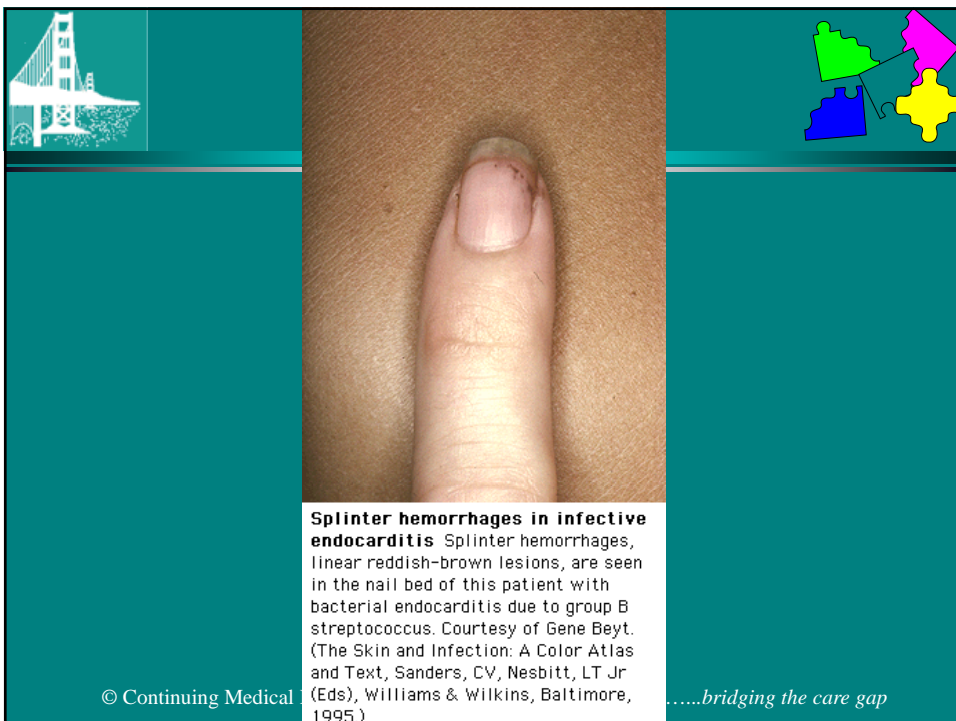 Splinter hemorrhages in infective
endocarditis Splinter hemorrhages,
linear reddish-brown lesions, are seen
in the nail bed of this patient with
bacterial endocarditis due to group B
streptococcus. Courtesy of Gene Beyt.
(The Skin and Infection: A Color Atlas
and Text, Sanders, CV, Nesbitt, LT Jr
(Eds), Williams & Wilkins, Baltimore,
1995.)
© Continuing Medical …...bridging the care gap